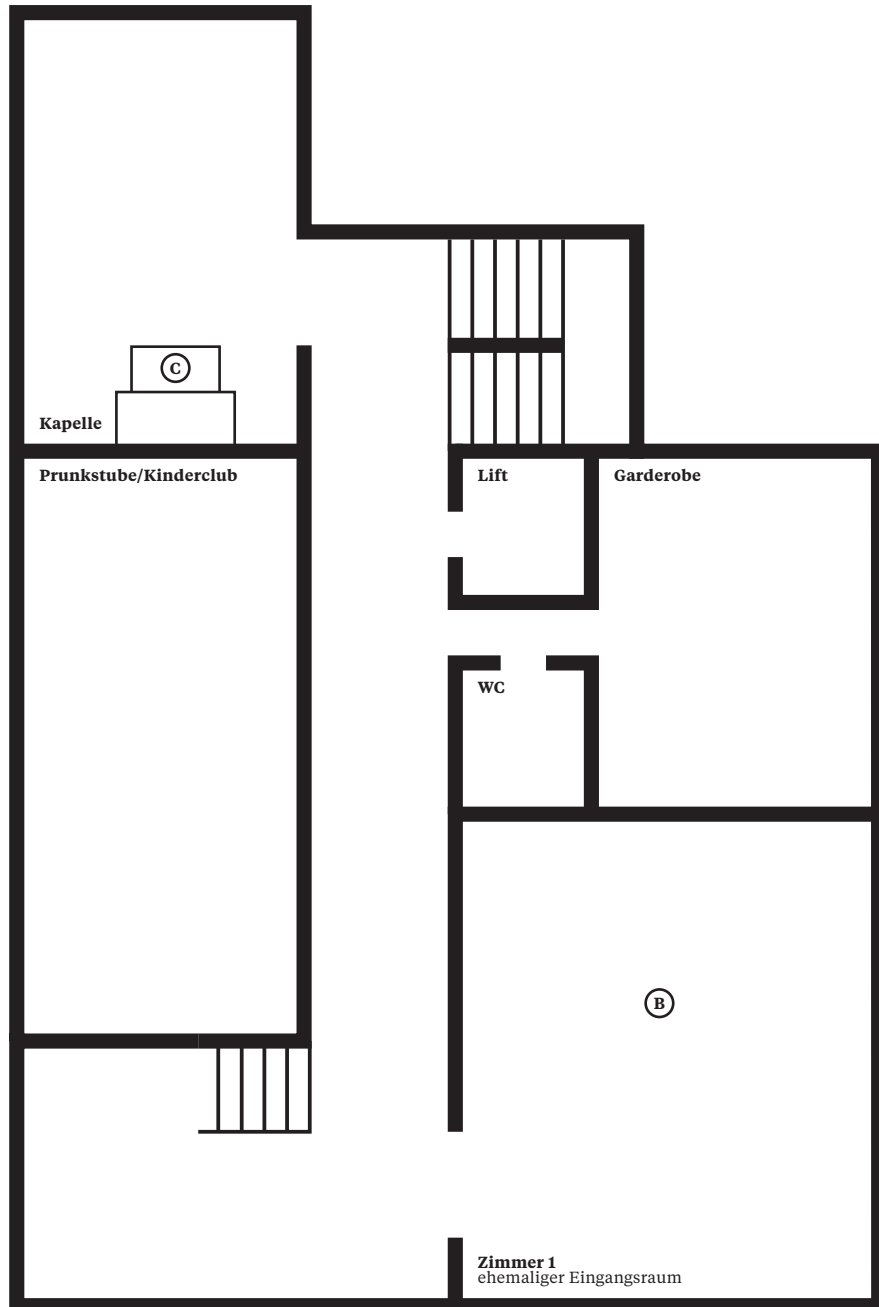 C
Kapelle
Prunkstube/Kinderclub
Lift
Garderobe
WC
B
Zimmer 1
ehemaliger Eingangsraum